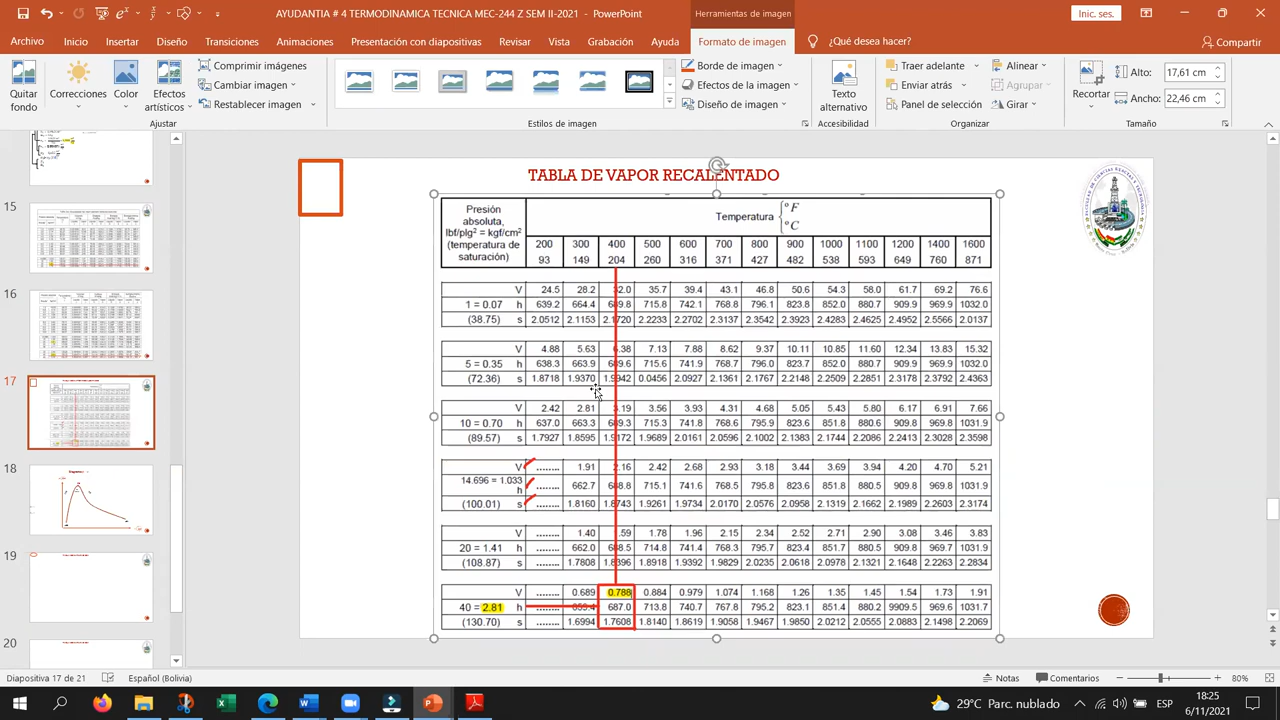 AYUDANTIA # 4 TERMODINAMICA TECNICA MEC-244 Z SEM II-2021 - PowerPoint
Herramientas de imagen
Inic. ses.
Archivo Inicio Insertar Diseño Transiciones Animaciones Presentación con diapositivas Revisar Vista Grabación Ayuda Formato de imagen ¿Qué desea hacer? Compartir
Quitar fondo
Correcciones
Color
Efectos artísticos
Comprimir imágenes
Cambiar imagen
Restablecer imagen
Borde de imagen
Efectos de la imagen
Diseño de imagen
Texto alternativo
Traer adelante
Enviar atrás
Panel de selección
Alinear
Agrupar
Girar
Recortar
Alto: 17,61 cm
Ancho: 22,46 cm
Ajustar
Estilos de imagen
Accesibilidad
Organizar
Tamaño
15
16
17
18
19
20
TABLA DE VAPOR RECALENTADO
Presión absoluta, lbf/plg² = kgf/cm² (temperatura de saturación)
Temperatura { °F °C
200 300 400 500 600 700 800 900 1000 1100 1200 1400 1600
93 149 204 260 316 371 427 482 538 593 649 760 871
V 24.5 28.2 32.0 35.7 39.4 43.1 46.8 50.6 54.3 58.0 61.7 69.2 76.6
1 = 0.07 h 639.2 664.4 689.8 715.8 742.1 768.8 796.1 823.8 852.0 880.7 909.9 969.9 1032.0
(38.75) s 2.0512 2.1153 2.1720 2.2233 2.2702 2.3137 2.3542 2.3923 2.4283 2.4625 2.4952 2.5566 2.0137
V 4.88 5.63 6.38 7.13 7.88 8.62 9.37 10.11 10.85 11.60 12.34 13.83 15.32
5 = 0.35 h 638.3 663.9 689.6 715.6 741.9 768.7 796.0 823.7 851.9 880.7 909.9 969.9 1032.0
(72.36) s 1.8718 1.9370 1.9942 0.0456 2.0927 2.1361 2.1767 2.2148 2.2509 2.2851 2.3178 2.3792 2.4363
V 2.42 2.81 3.19 3.56 3.93 4.31 4.68 5.05 5.43 5.80 6.17 6.91 7.66
10 = 0.70 h 637.0 663.3 689.3 715.3 741.8 768.6 795.9 823.7 851.8 880.6 909.8 969.8 1031.9
(89.57) s 1.7927 1.8595 1.9172 1.9689 2.0161 2.0596 2.1002 2.1383 2.1744 2.2086 2.2413 2.3028 2.3598
V ........ 1.91 2.16 2.42 2.68 2.93 3.18 3.44 3.69 3.94 4.20 4.70 5.21
14.696 = 1.033 h ........ 662.7 688.8 715.1 741.6 768.5 795.8 823.6 851.8 880.6 909.8 969.8 1031.9
(100.01) s ........ 1.8160 1.8743 1.9261 1.9734 2.0170 2.0576 2.0958 2.1319 2.1662 2.1989 2.2603 2.3174
V ........ 1.40 1.59 1.78 1.96 2.15 2.34 2.52 2.71 2.90 3.08 3.46 3.83
20 = 1.41 h ........ 662.0 688.5 714.8 741.4 768.3 795.7 823.4 851.7 880.5 909.8 969.7 1031.9
(108.87) s ........ 1.7808 1.8396 1.8918 1.9392 1.9829 2.0235 2.0618 2.0978 2.1321 2.1648 2.2263 2.2834
V 0.689 0.788 0.884 0.979 1.074 1.168 1.26 1.35 1.45 1.54 1.73 1.91
40 = 2.81 h ........ 659.4 687.0 713.8 740.7 767.8 795.2 823.1 851.4 880.2 9909.5 969.6 1031.7
(130.70) s ........ 1.6994 1.7608 1.8140 1.8619 1.9058 1.9467 1.9850 2.0212 2.0555 2.0883 2.1498 2.2069
Diapositiva 17 de 21 Español (Bolivia) Notas Comentarios 80%
29°C Parc. nublado ESP 18:25
6/11/2021